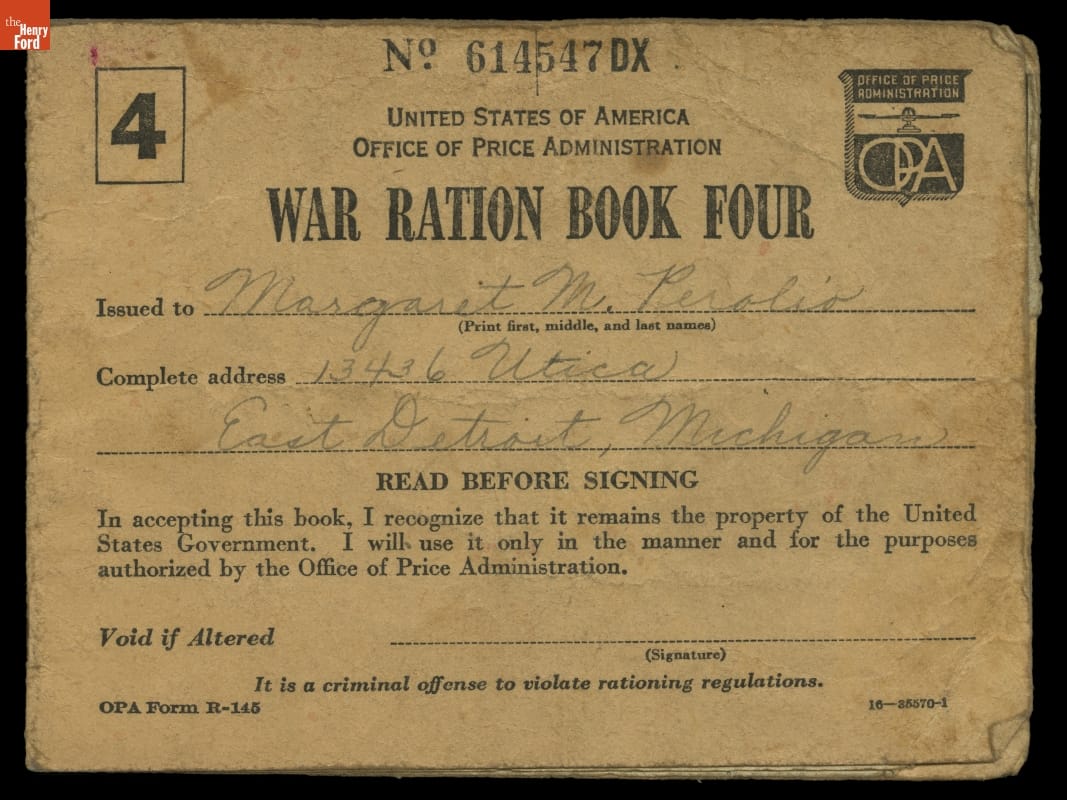 the
Henry
Ford
Nº 614547DX
4
UNITED STATES OF AMERICA
OFFICE OF PRICE ADMINISTRATION
OFFICE OF PRICE
ADMINISTRATION
OPA
WAR RATION BOOK FOUR
Issued to Margaret M. Perolio
(Print first, middle, and last names)
Complete address 13436 Utica
East Detroit, Michigan
READ BEFORE SIGNING
In accepting this book, I recognize that it remains the property of the United
States Government. I will use it only in the manner and for the purposes
authorized by the Office of Price Administration.
Void if Altered
(Signature)
It is a criminal offense to violate rationing regulations.
OPA Form R-145
16—35570-1